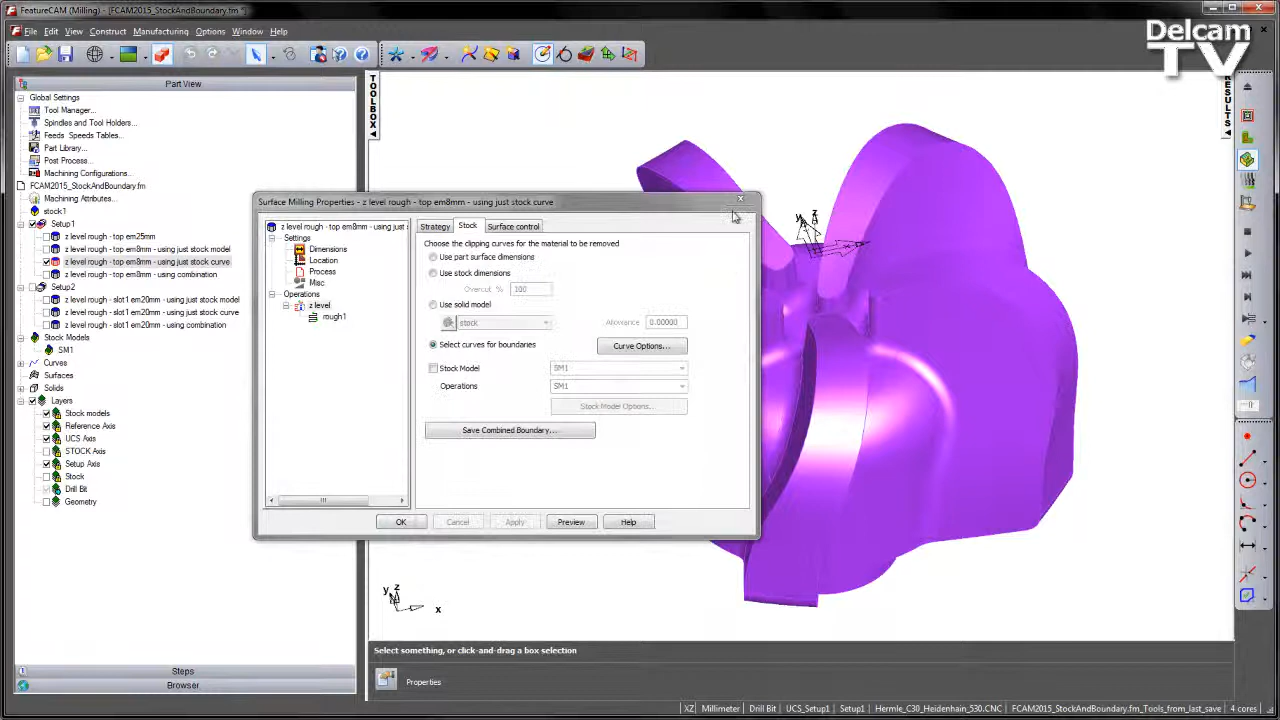 FeatureCAM (Milling) - [FCAM2015_StockAndBoundary.fm *]
File Edit View Construct Manufacturing Options Window Help
Delcam
TV
Part View
Global Settings
Tool Manager...
Spindles and Tool Holders...
Feeds Speeds Tables...
Part Library...
Post Process...
Machining Configurations...
FCAM2015_StockAndBoundary.fm
Machining Attributes...
stock1
Setup1
z level rough - top em25mm
z level rough - top em8mm - using just stock model
z level rough - top em8mm - using just stock curve
z level rough - top em8mm - using combination
Setup2
z level rough - slot1 em20mm - using just stock model
z level rough - slot1 em20mm - using just stock curve
z level rough - slot1 em20mm - using combination
Stock Models
SM1
Curves
Surfaces
Solids
Layers
Stock models
Reference Axis
UCS Axis
STOCK Axis
Setup Axis
Stock
Drill Bit
Geometry
Steps
Browser
TOOLBOX
RESULTS
Surface Milling Properties - z level rough - top em8mm - using just stock curve
z level rough - top em8mm - using just :
Settings
Dimensions
Location
Process
Misc
Operations
z level
rough1
Strategy Stock Surface control
Choose the clipping curves for the material to be removed
Use part surface dimensions
Use stock dimensions
Overcut % 100
Use solid model
stock Allowance 0.00000
Select curves for boundaries Curve Options...
Stock Model SM1
Operations SM1
Stock Model Options...
Save Combined Boundary...
OK Cancel Apply Preview Help
y z
y z
x
Select something, or click-and-drag a box selection
Properties
XZ Millimeter Drill Bit UCS_Setup1 Setup1 Hermle_C30_Heidenhain_530.CNC FCAM2015_StockAndBoundary.fm_Tools_from_last_save 4 cores